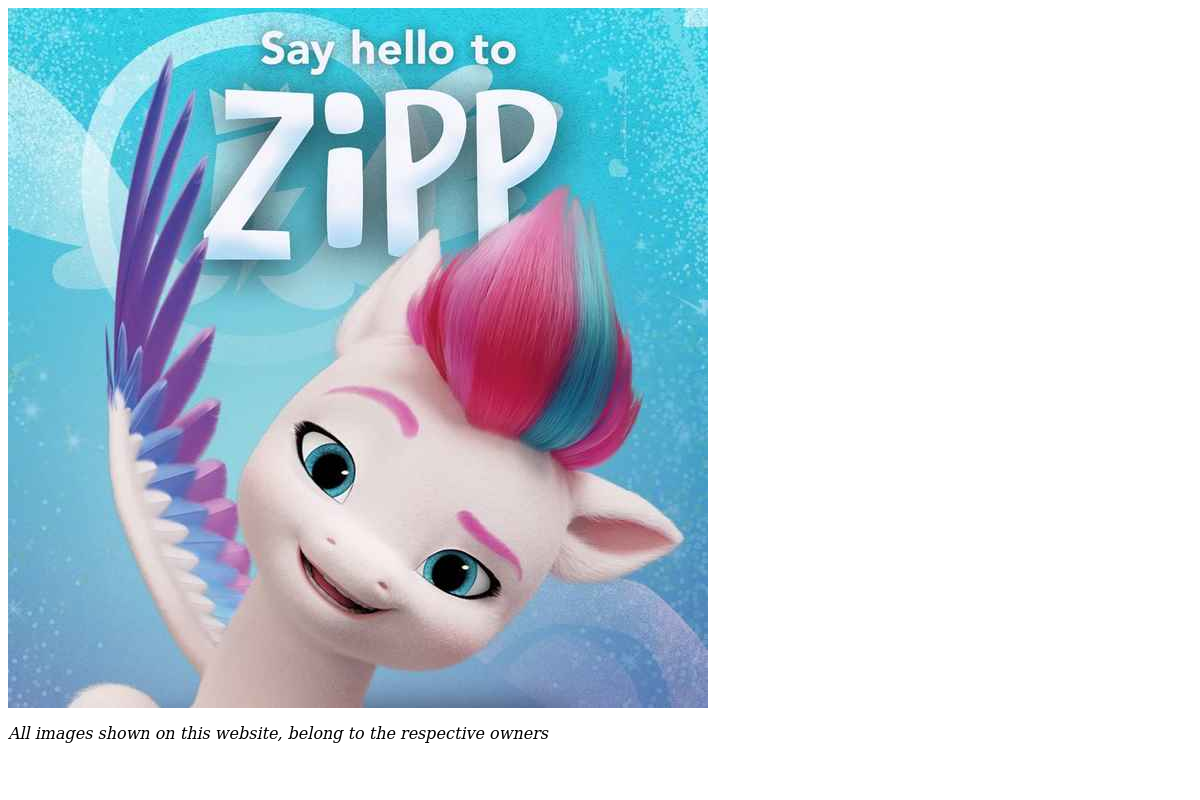 Say hello to
ZiPP
All images shown on this website, belong to the respective owners